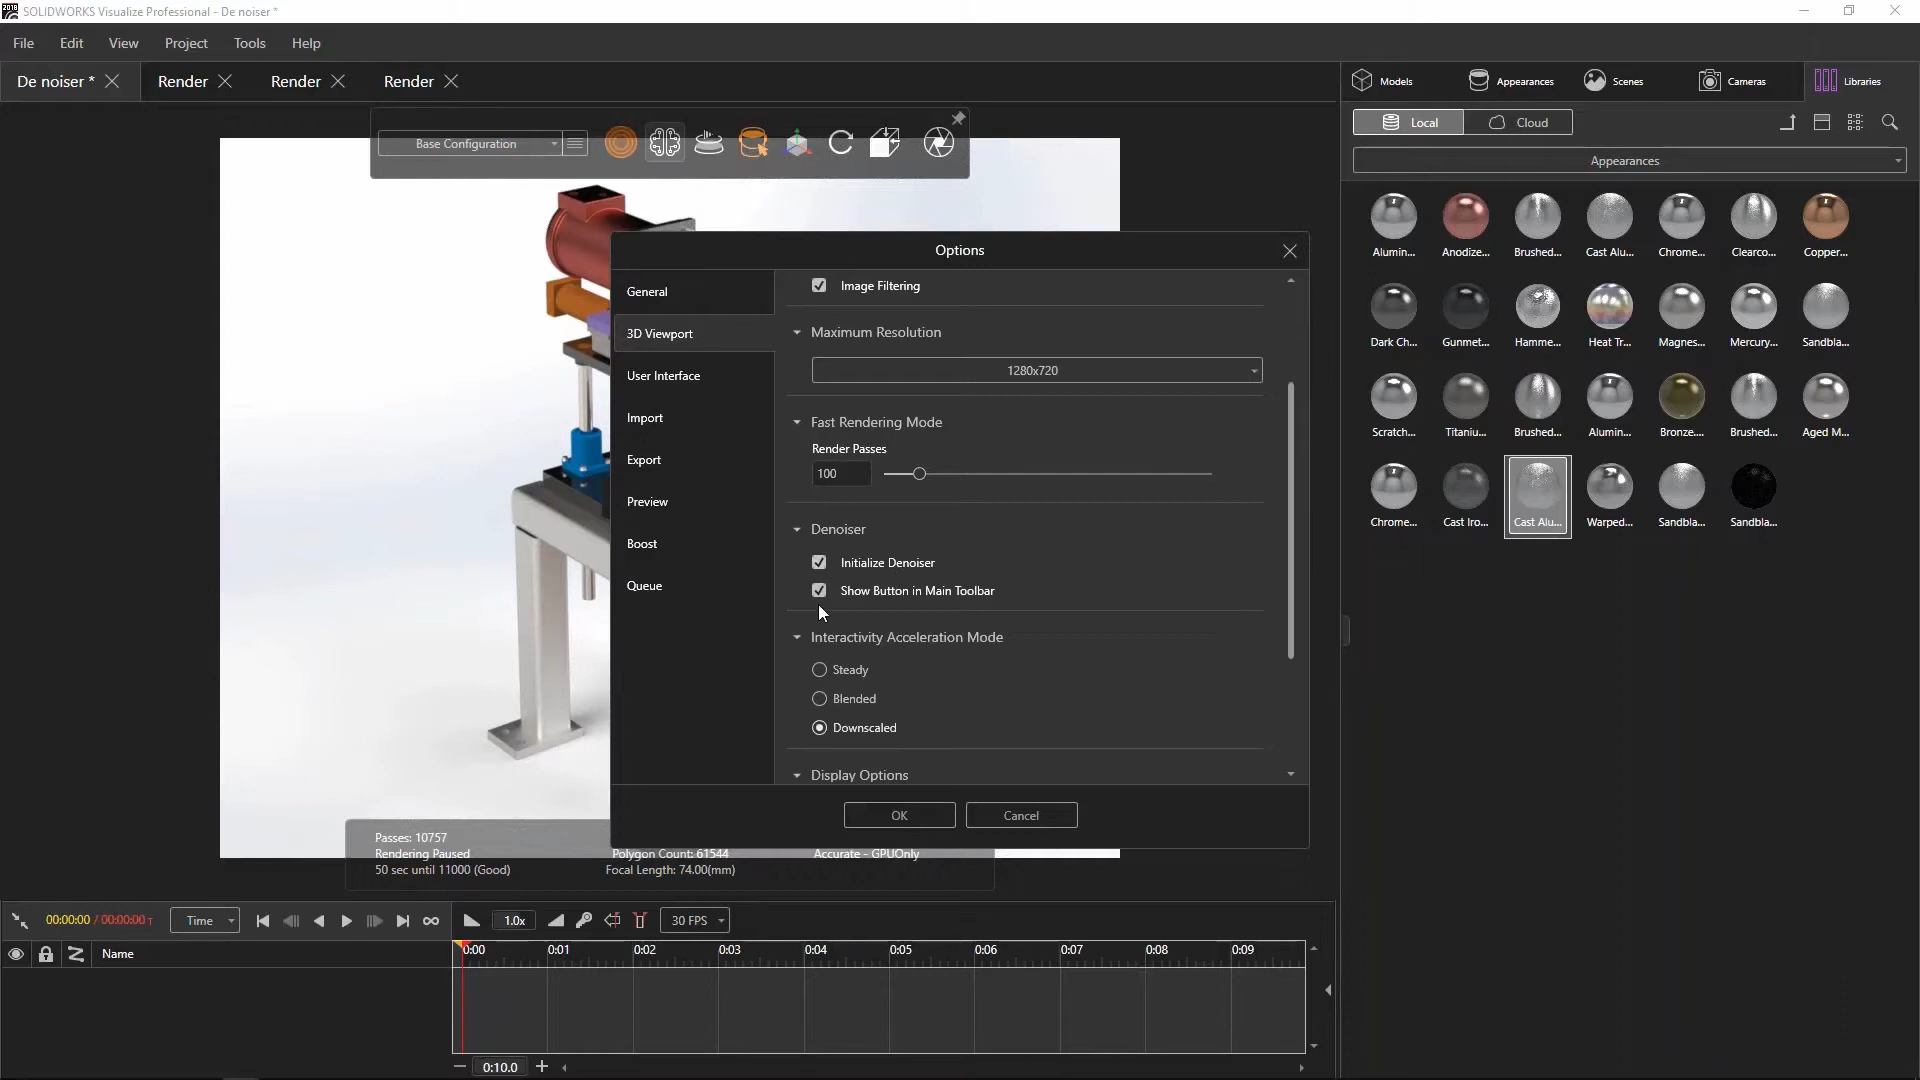 SOLIDWORKS Visualize Professional - De noiser *
File Edit View Project Tools Help
De noiser * Render Render Render
Models Appearances Scenes Cameras Libraries
Local Cloud
Base Configuration
Appearances
Alumin... Anodize... Brushed... Cast Alu... Chrome... Clearco... Copper...
Dark Ch... Gunmet... Hamme... Heat Tr... Magnes... Mercury... Sandbla...
Scratch... Titaniu... Brushed... Alumin... Bronze.... Brushed... Aged M...
Chrome... Cast Iro... Cast Alu... Warped... Sandbla... Sandbla...
Options
General
3D Viewport
User Interface
Import
Export
Preview
Boost
Queue
Image Filtering
Maximum Resolution
1280x720
Fast Rendering Mode
Render Passes
100
Denoiser
Initialize Denoiser
Show Button in Main Toolbar
Interactivity Acceleration Mode
Steady
Blended
Downscaled
Display Options
OK Cancel
Passes: 10757
Rendering Paused Polygon Count: 61544 Accurate - GPUOnly
50 sec until 11000 (Good) Focal Length: 74.00(mm)
00:00:00 / 00:00:00 T Time 1.0x 30 FPS
Name 0:00 0:01 0:02 0:03 0:04 0:05 0:06 0:07 0:08 0:09
0:10.0